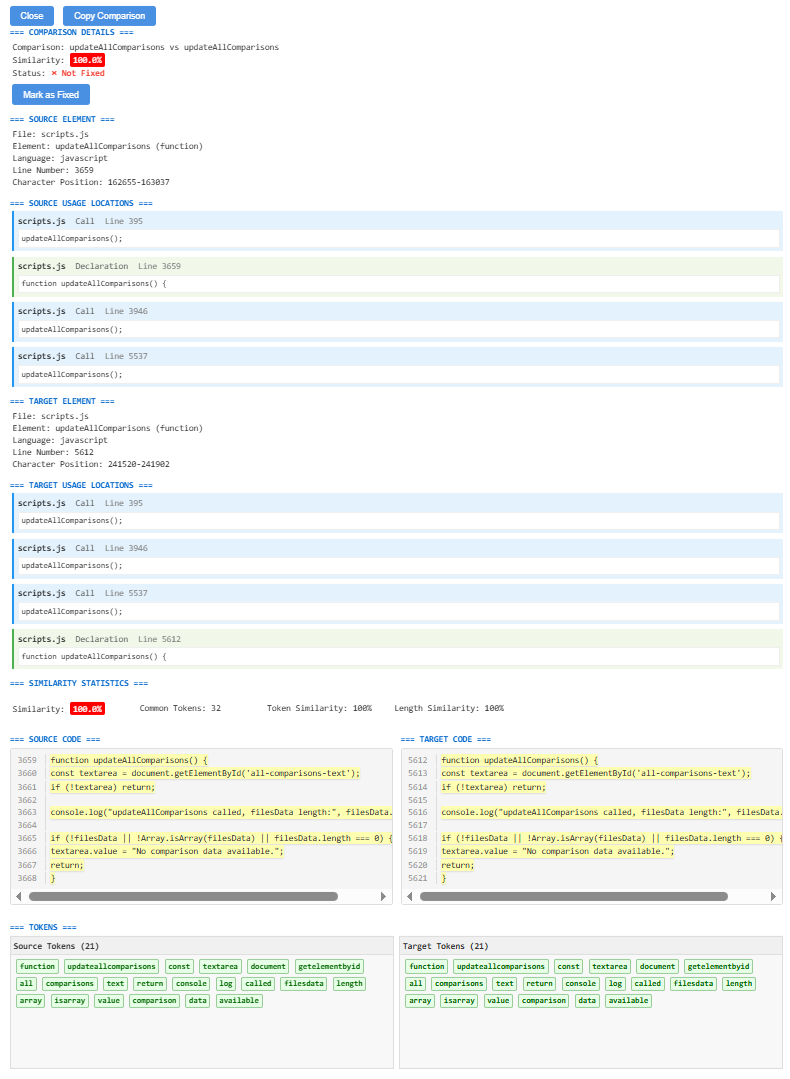 Close Copy Comparison
=== COMPARISON DETAILS ===
Comparison: updateAllComparisons vs updateAllComparisons
Similarity: 100.0%
Status: × Not Fixed
Mark as Fixed
=== SOURCE ELEMENT ===
File: scripts.js
Element: updateAllComparisons (function)
Language: javascript
Line Number: 3659
Character Position: 162655-163037
=== SOURCE USAGE LOCATIONS ===
scripts.js Call Line 395
updateAllComparisons();
scripts.js Declaration Line 3659
function updateAllComparisons() {
scripts.js Call Line 3946
updateAllComparisons();
scripts.js Call Line 5537
updateAllComparisons();
=== TARGET ELEMENT ===
File: scripts.js
Element: updateAllComparisons (function)
Language: javascript
Line Number: 5612
Character Position: 241520-241902
=== TARGET USAGE LOCATIONS ===
scripts.js Call Line 395
updateAllComparisons();
scripts.js Call Line 3946
updateAllComparisons();
scripts.js Call Line 5537
updateAllComparisons();
scripts.js Declaration Line 5612
function updateAllComparisons() {
=== SIMILARITY STATISTICS ===
Similarity: 100.0% Common Tokens: 32 Token Similarity: 100% Length Similarity: 100%
=== SOURCE CODE ===
3659 function updateAllComparisons() {
3660 const textarea = document.getElementById('all-comparisons-text');
3661 if (!textarea) return;
3662
3663 console.log("updateAllComparisons called, filesData length:", filesData.
3664
3665 if (!filesData || !Array.isArray(filesData) || filesData.length === 0) {
3666 textarea.value = "No comparison data available.";
3667 return;
3668 }
=== TARGET CODE ===
5612 function updateAllComparisons() {
5613 const textarea = document.getElementById('all-comparisons-text');
5614 if (!textarea) return;
5615
5616 console.log("updateAllComparisons called, filesData length:", filesData.
5617
5618 if (!filesData || !Array.isArray(filesData) || filesData.length === 0) {
5619 textarea.value = "No comparison data available.";
5620 return;
5621 }
=== TOKENS ===
Source Tokens (21)
function updateallcomparisons const textarea document getelementbyid
all comparisons text return console log called filesdata length
array isarray value comparison data available
Target Tokens (21)
function updateallcomparisons const textarea document getelementbyid
all comparisons text return console log called filesdata length
array isarray value comparison data available